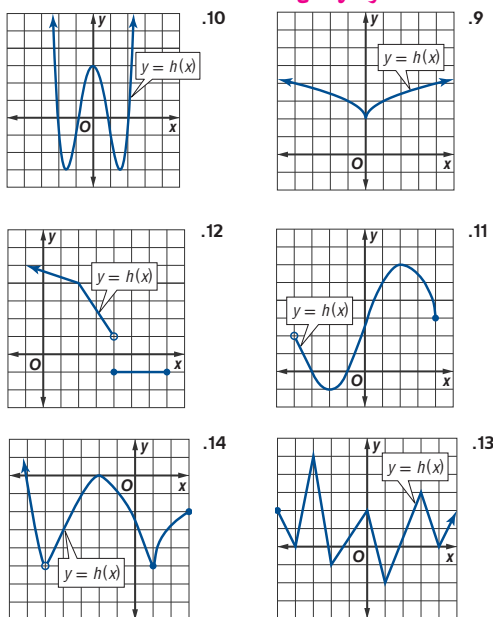 .9
y
y = h(x)
O
x
.10
y
y = h(x)
O
x
.11
y
y = h(x)
O
x
.12
y
y = h(x)
O
x
.13
y
y = h(x)
O
x
.14
y
O
x
y = h(x)